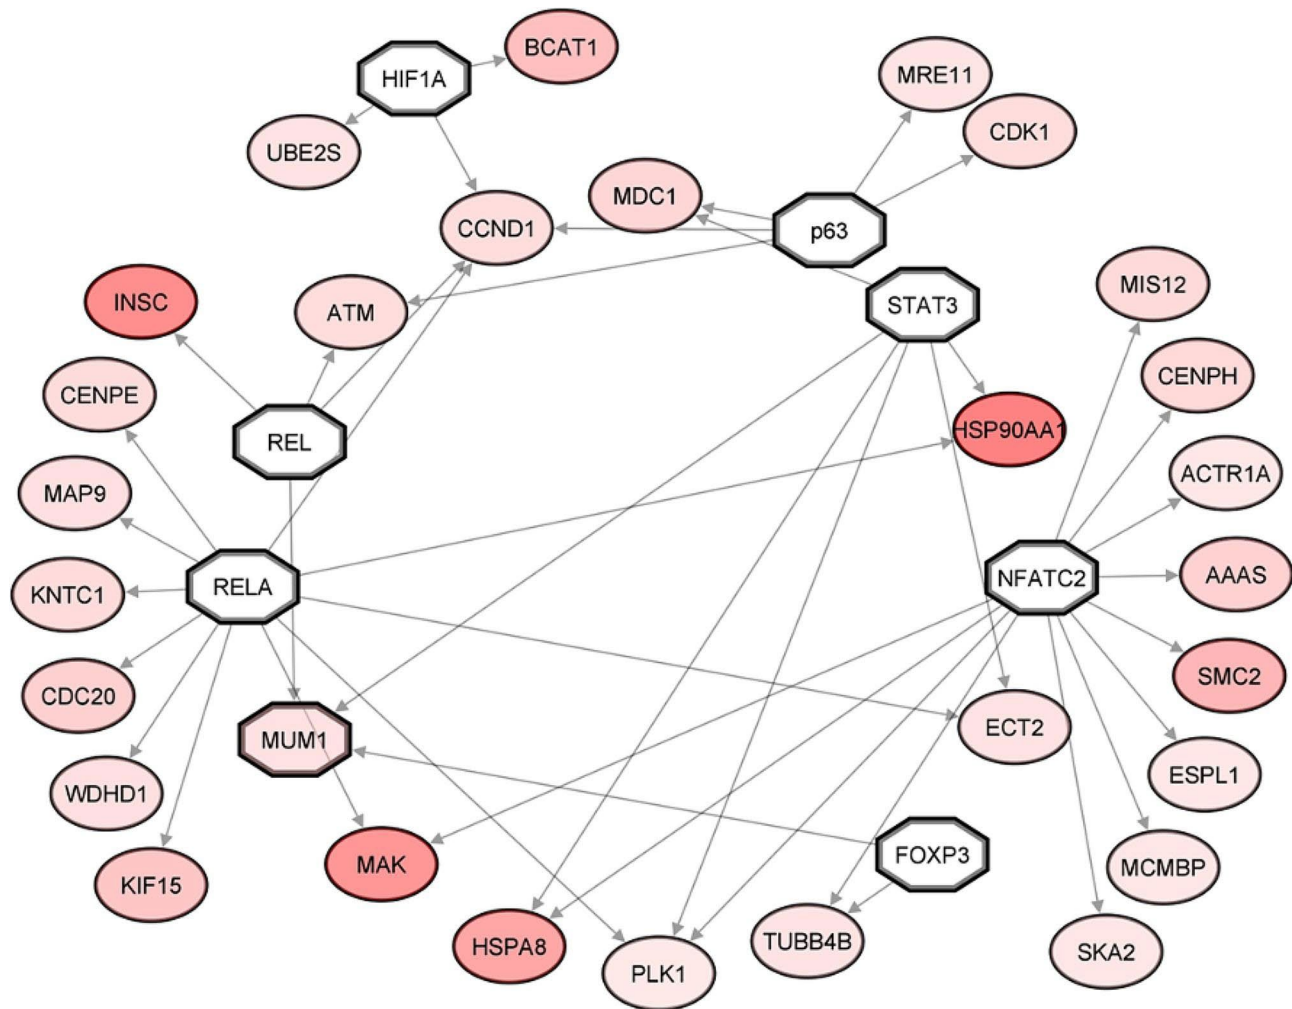 BCAT1
HIF1A
MRE11
CDK1
UBE2S
MDC1
CCND1
p63
MIS12
INSC
ATM
STAT3
CENPH
CENPE
REL
HSP90AA1
ACTR1A
MAP9
AAAS
NFATC2
RELA
KNTC1
SMC2
CDC20
ECT2
MUM1
ESPL1
WDHD1
FOXP3
MAK
MCMBP
KIF15
TUBB4B
HSPA8
SKA2
PLK1